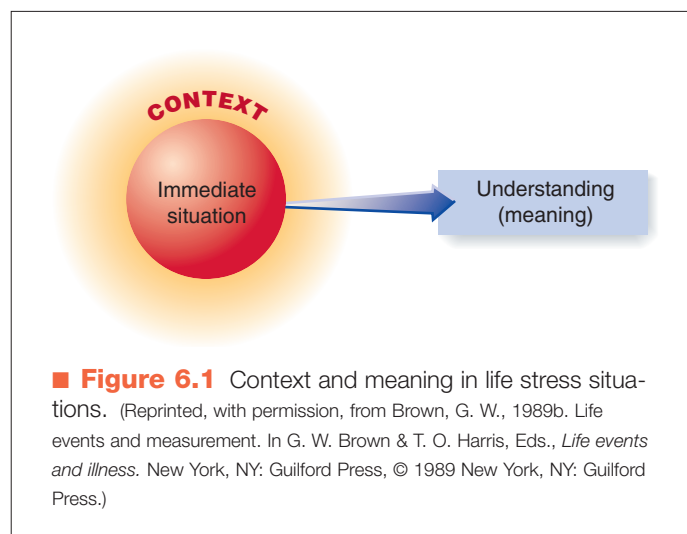 CONTEXT
Immediate
situation
Understanding
(meaning)
■ Figure 6.1 Context and meaning in life stress situa-
tions. (Reprinted, with permission, from Brown, G. W., 1989b. Life
events and measurement. In G. W. Brown & T. O. Harris, Eds., Life events
and illness. New York, NY: Guilford Press, © 1989 New York, NY: Guilford
Press.)